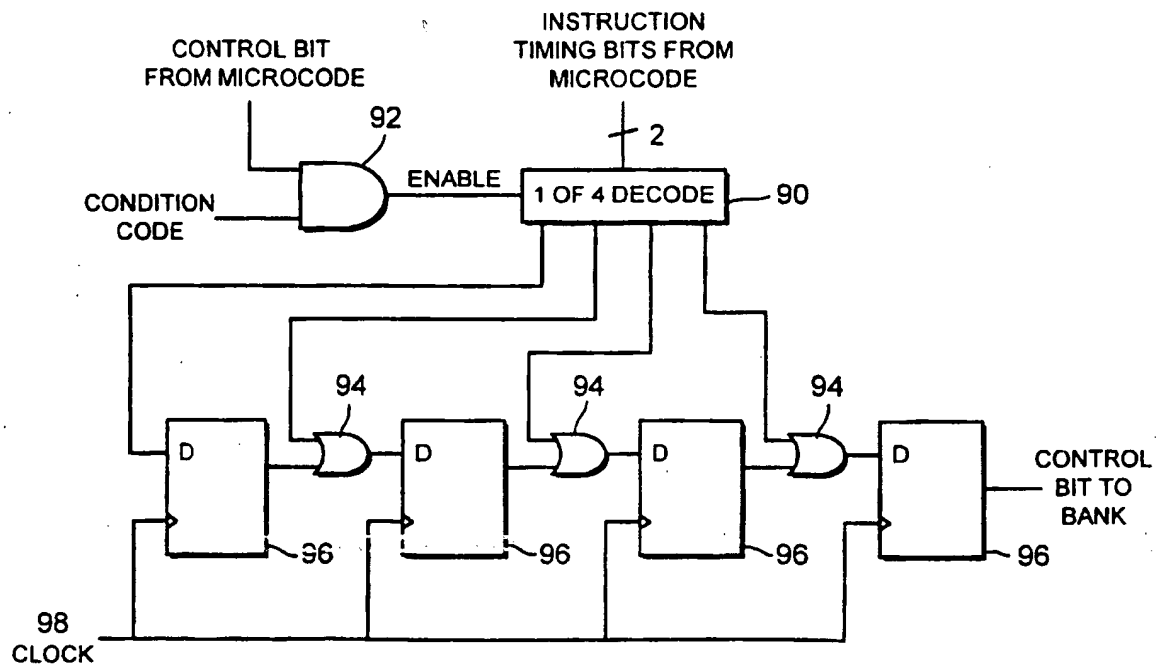 INSTRUCTION
TIMING BITS FROM
MICROCODE
CONTROL BIT
FROM MICROCODE
92
2
ENABLE
1 OF 4 DECODE
90
CONDITION
CODE
94
94
94
D
D
D
D
CONTROL
BIT TO
BANK
96
96
96
96
98
CLOCK